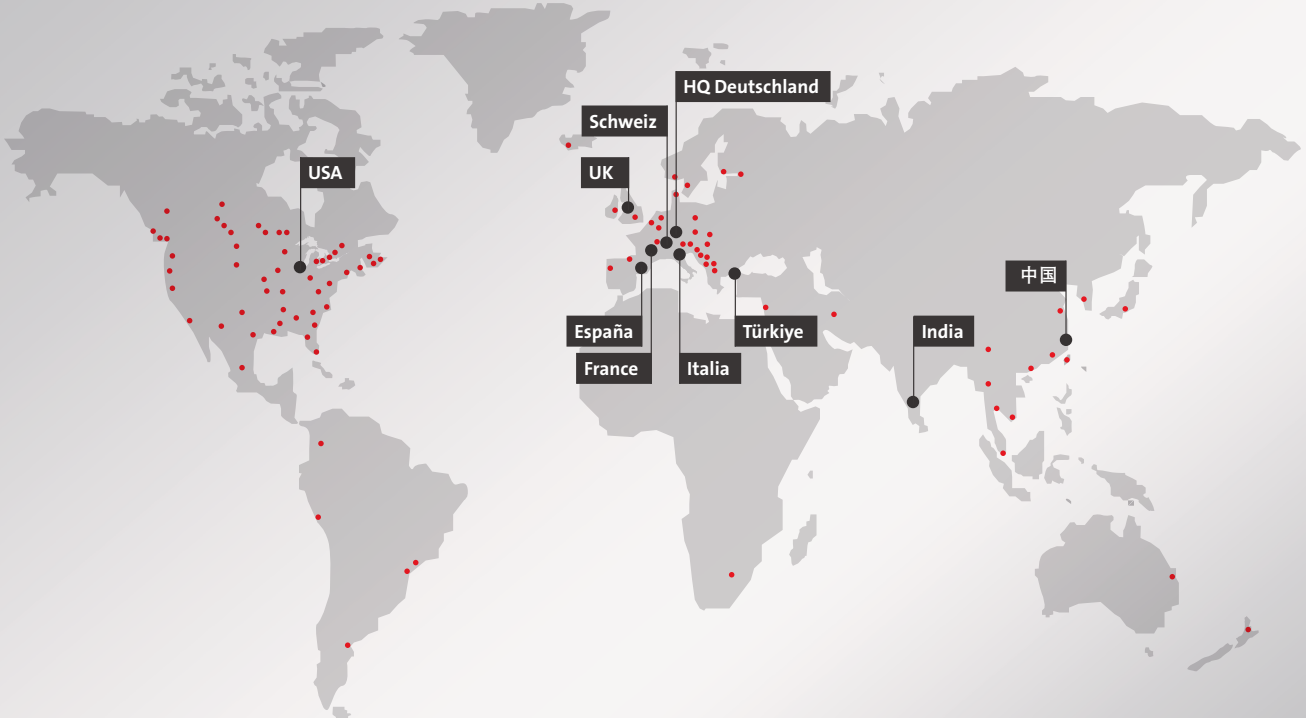 HQ Deutschland
Schweiz
UK
USA
中国
España
Türkiye
India
France
Italia